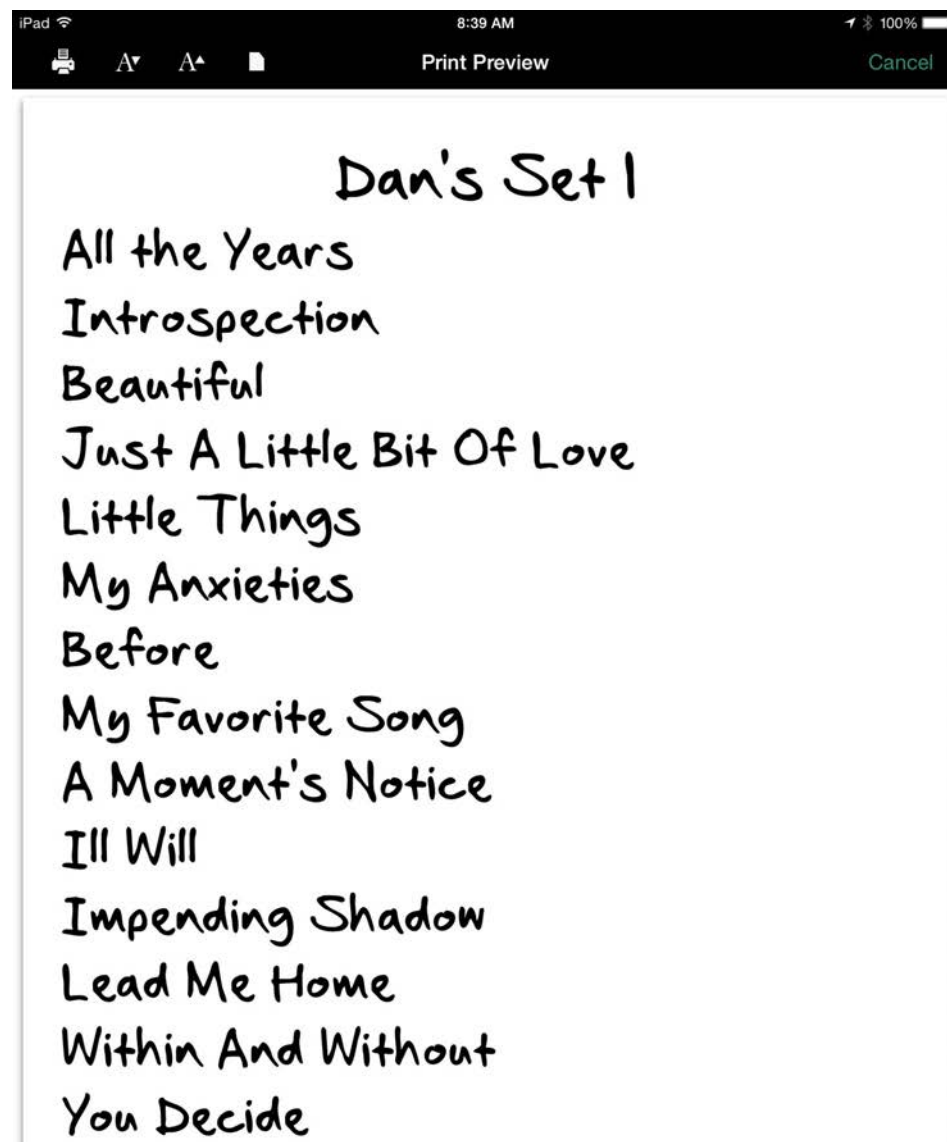 iPad 8:39 AM 100%
A A Print Preview Cancel
Dan's Set 1
All the Years
Introspection
Beautiful
Just A Little Bit Of Love
Little Things
My Anxieties
Before
My Favorite Song
A Moment's Notice
Ill Will
Impending Shadow
Lead Me Home
Within And Without
You Decide